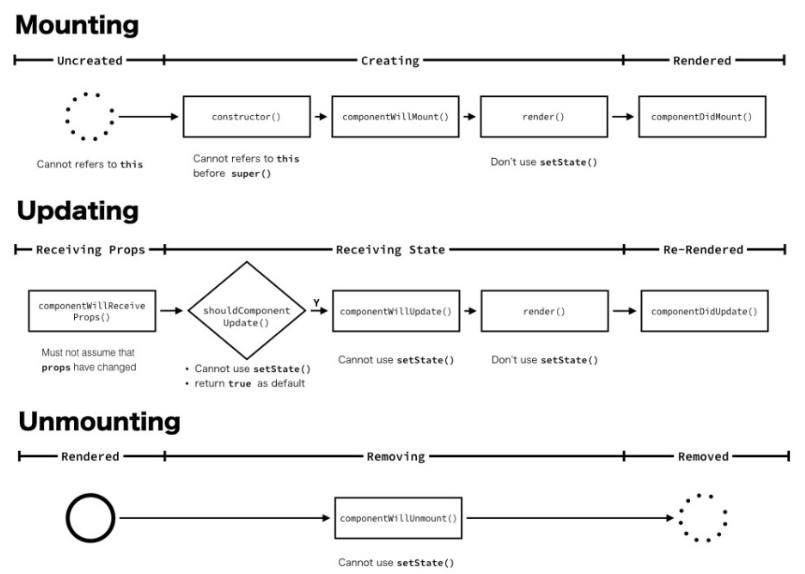 Mounting
Uncreated
Creating
Rendered
constructor()
componentWillMount()
render()
componentDidMount()
Cannot refers to this
Cannot refers to this
before super()
Don't use setState()
Updating
Receiving Props
Receiving State
Re-Rendered
componentWillReceive
Props()
shouldComponent
Update()
Y
componentWillUpdate()
render()
componentDidUpdate()
Must not assume that
props have changed
• Cannot use setState()
• return true as default
Cannot use setState()
Don't use setState()
Unmounting
Rendered
Removing
Removed
componentWillUnmount()
Cannot use setState()